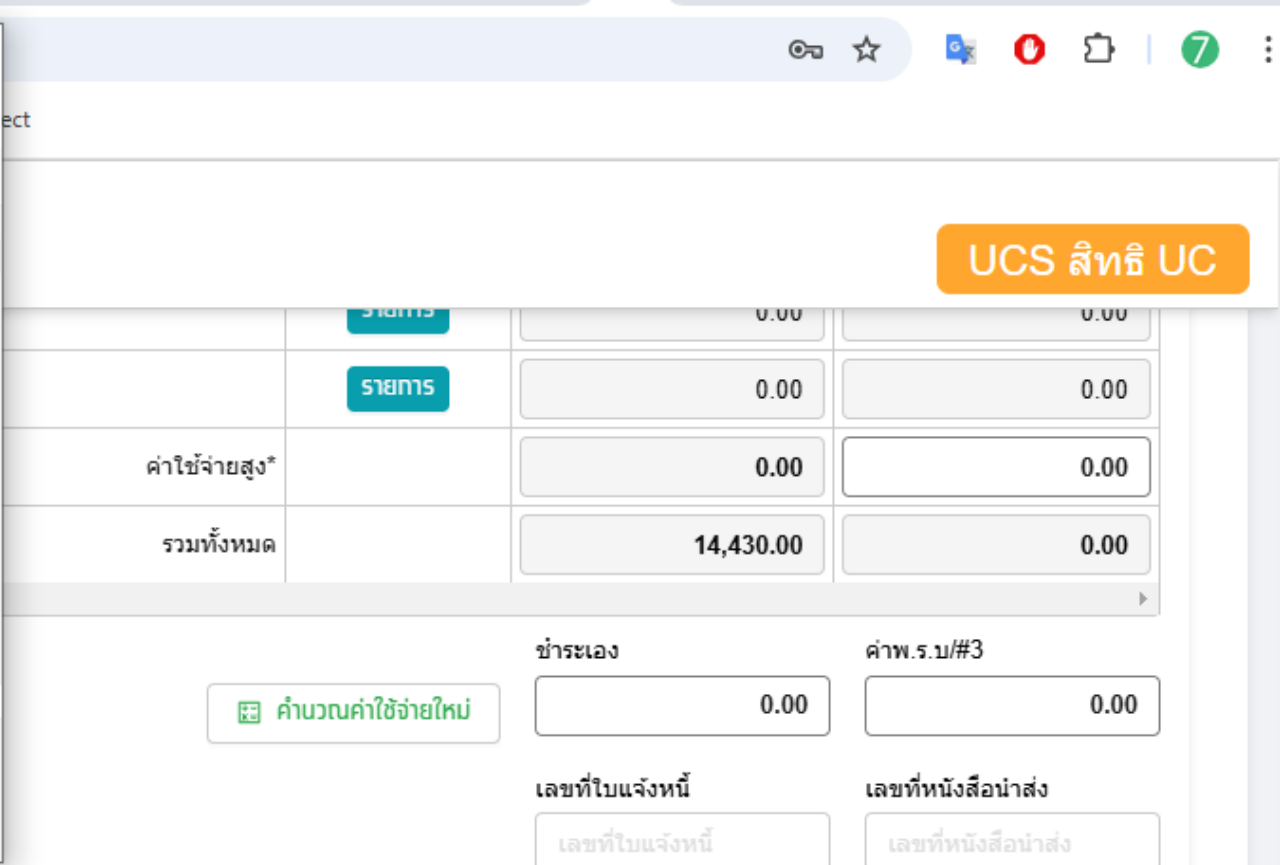 ect
UCS สิทธิ UC
รายการ 0.00 0.00
รายการ 0.00 0.00
ค่าใช้จ่ายสูง* 0.00 0.00
รวมทั้งหมด 14,430.00 0.00
ชำระเอง ค่าพ.ร.บ/#3
คำนวณค่าใช้จ่ายใหม่ 0.00 0.00
เลขที่ใบแจ้งหนี้ เลขที่หนังสือนำส่ง
เลขที่ใบแจ้งหนี้ เลขที่หนังสือนำส่ง